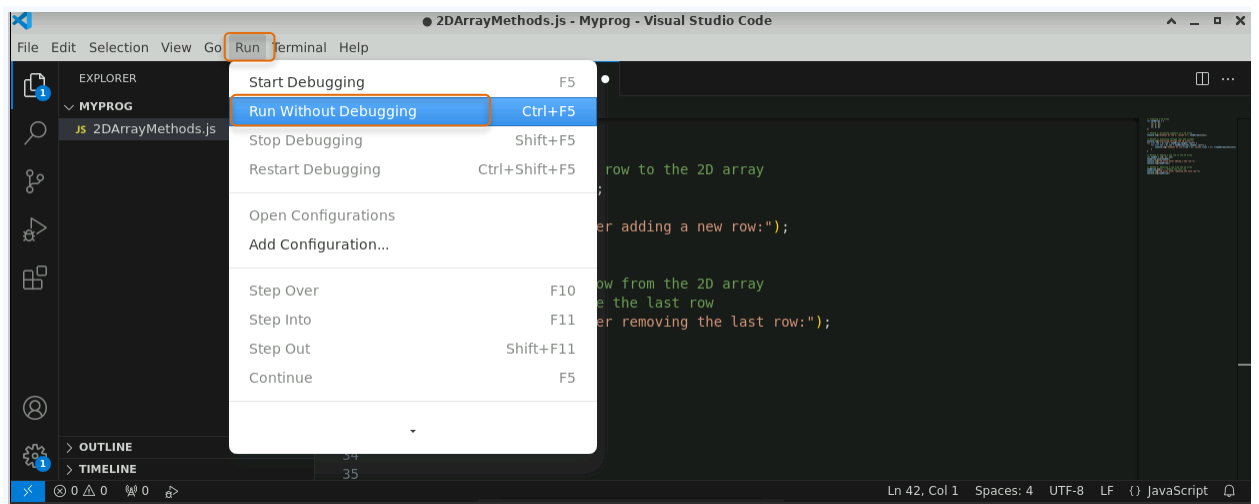 ● 2DArrayMethods.js - Myprog - Visual Studio Code
File Edit Selection View Go Run Terminal Help
EXPLORER
MYPROG
JS 2DArrayMethods.js
OUTLINE
TIMELINE
Start Debugging F5
Run Without Debugging Ctrl+F5
Stop Debugging Shift+F5
Restart Debugging Ctrl+Shift+F5
Open Configurations
Add Configuration...
Step Over F10
Step Into F11
Step Out Shift+F11
Continue F5
row to the 2D array
;
er adding a new row:");
ow from the 2D array
e the last row
er removing the last row:");
34
35
1
1
0 0 0
Ln 42, Col 1 Spaces: 4 UTF-8 LF {} JavaScript